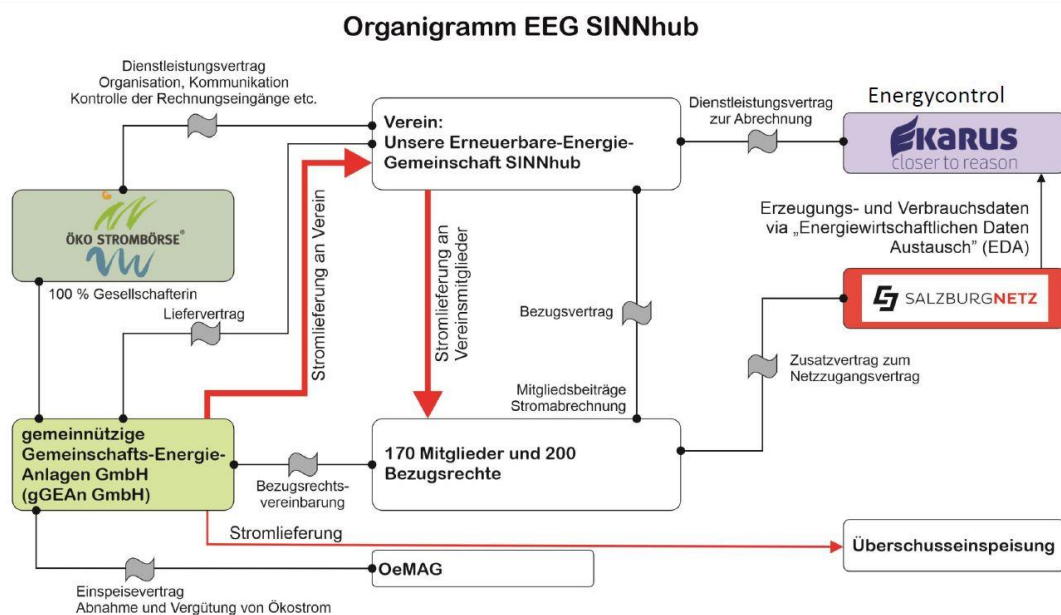 Organigramm EEG SINNhub
Dienstleistungsvertrag
Organisation, Kommunikation
Kontrolle der Rechnungseingänge etc.
Verein:
Unsere Erneuerbare-Energie-
Gemeinschaft SINNhub
Dienstleistungsvertrag
zur Abrechnung
Energycontrol
EKARUS
closer to reason
ÖKO STROMBÖRSE®
100 % Gesellschafterin
Liefervertrag
Stromlieferung an Verein
Stromlieferung an
Vereinsmitglieder
Bezugsvertrag
Erzeugungs- und Verbrauchsdaten
via „Energiewirtschaftlichen Daten
Austausch" (EDA)
SALZBURGNETZ
Zusatzvertrag zum
Netzzugangsvertrag
Mitgliedsbeiträge
Stromabrechnung
gemeinnützige
Gemeinschafts-Energie-
Anlagen GmbH
(gGEAn GmbH)
Bezugsrechts-
vereinbarung
170 Mitglieder und 200
Bezugsrechte
Stromlieferung
Überschusseinspeisung
OeMAG
Einspeisevertrag
Abnahme und Vergütung von Ökostrom